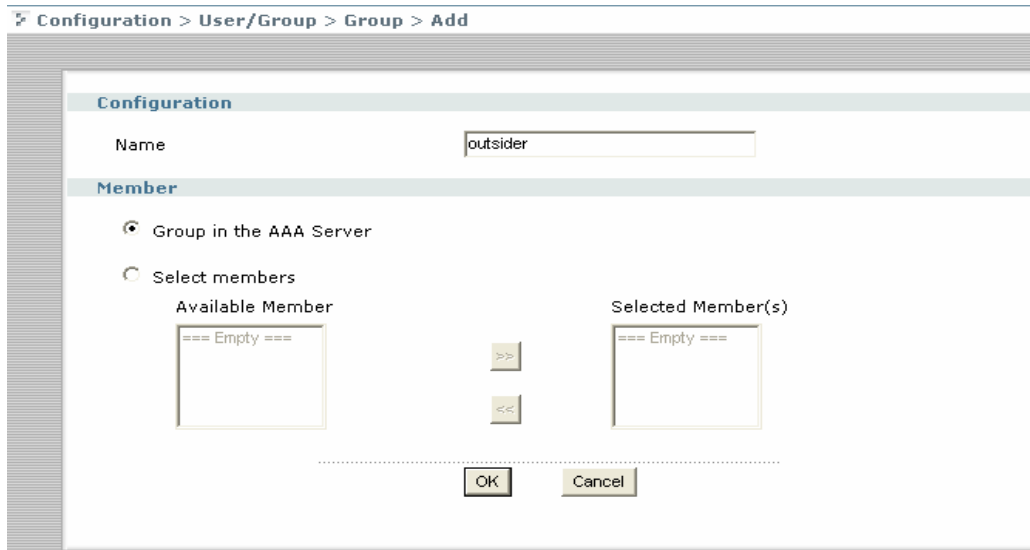 Configuration > User/Group > Group > Add
Configuration
Name
outsider
Member
Group in the AAA Server
Select members
Available Member
Selected Member(s)
=== Empty ===
=== Empty ===
>>
<<
OK
Cancel